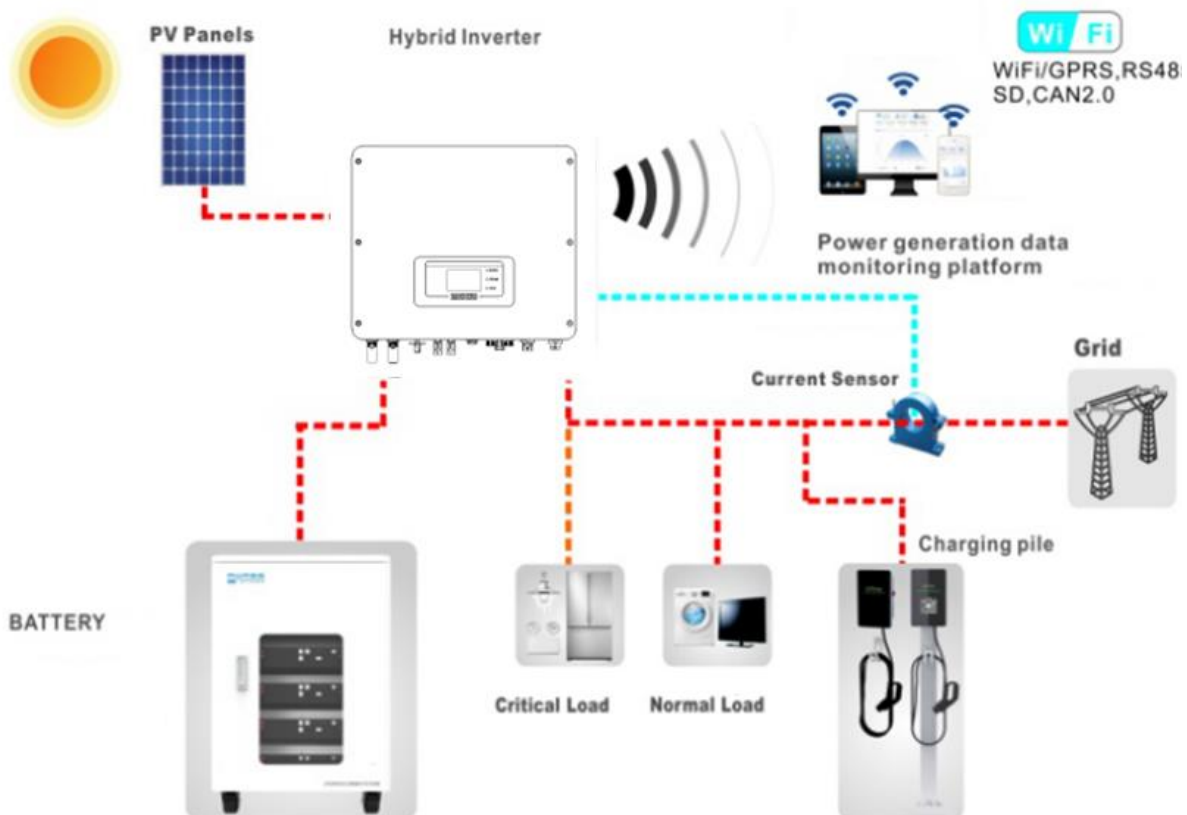 PV Panels
Hybrid Inverter
Wi Fi
WiFi/GPRS,RS48
SD,CAN2.0
Power generation data
monitoring platform
Grid
Current Sensor
Charging pile
BATTERY
Critical Load
Normal Load